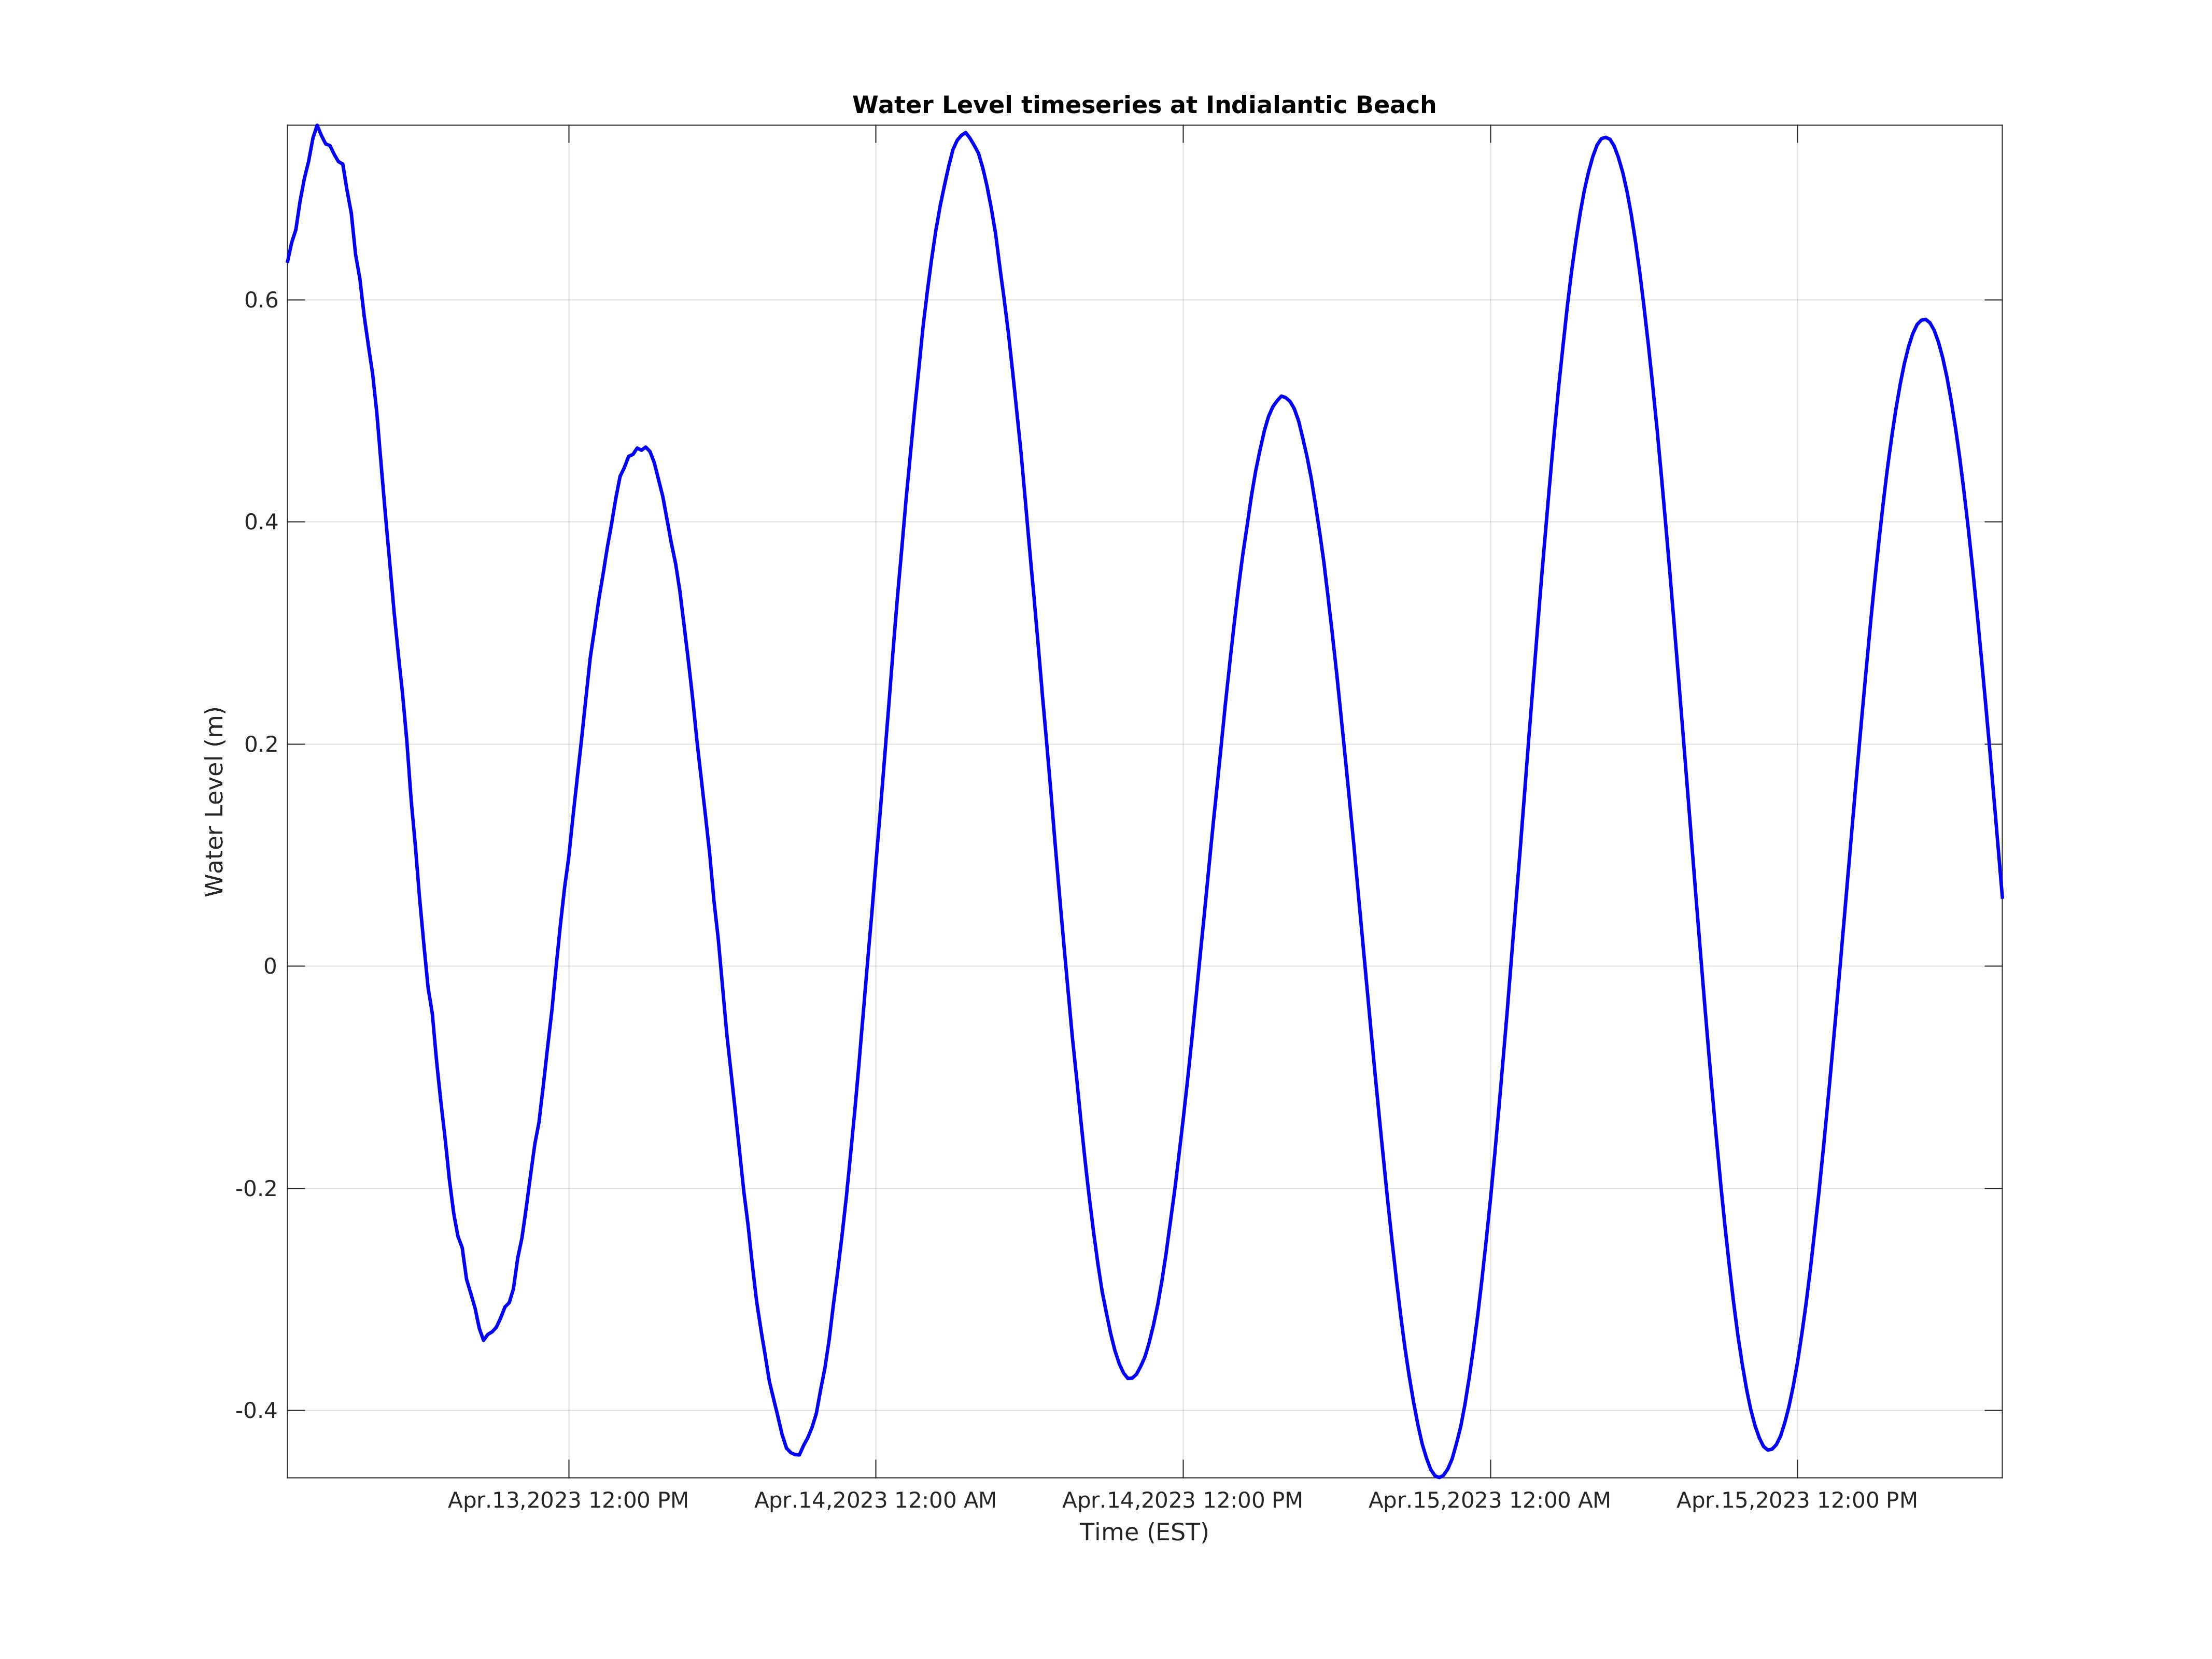 Water Level timeseries at Indialantic Beach
0.6
0.4
0.2
0
-0.2
-0.4
Water Level (m)
Apr.13,2023 12:00 PM
Apr.14,2023 12:00 AM
Apr.14,2023 12:00 PM
Apr.15,2023 12:00 AM
Apr.15,2023 12:00 PM
Time (EST)